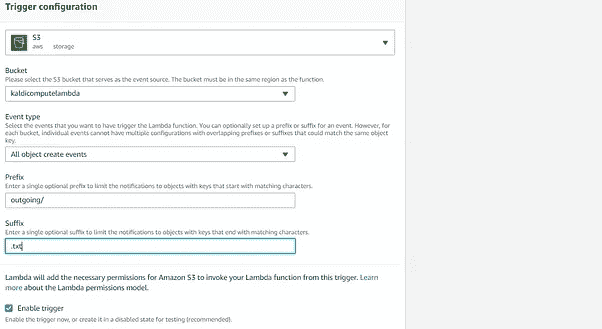 Trigger configuration
S3
aws storage
Bucket
Please select the S3 bucket that serves as the event source. The bucket must be in the same region as the function.
kaldicomputelambda
Event type
Select the events that you want to have trigger the Lambda function. You can optionally set up a prefix or suffix for an event. However, for
each bucket, individual events cannot have multiple configurations with overlapping prefixes or suffixes that could match the same object
key.
All object create events
Prefix
Enter a single optional prefix to limit the notifications to objects with keys that start with matching characters.
outgoing/
Suffix
Enter a single optional suffix to limit the notifications to objects with keys that end with matching characters.
.txt
Lambda will add the necessary permissions for Amazon S3 to invoke your Lambda function from this trigger. Learn
more about the Lambda permissions model.
Enable trigger
Enable the trigger now, or create it in a disabled state for testing (recommended).